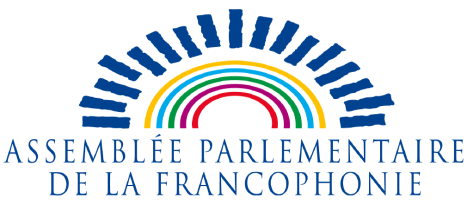 ASSEMBLÉE PARLEMENTAIRE
DE LA FRANCOPHONIE